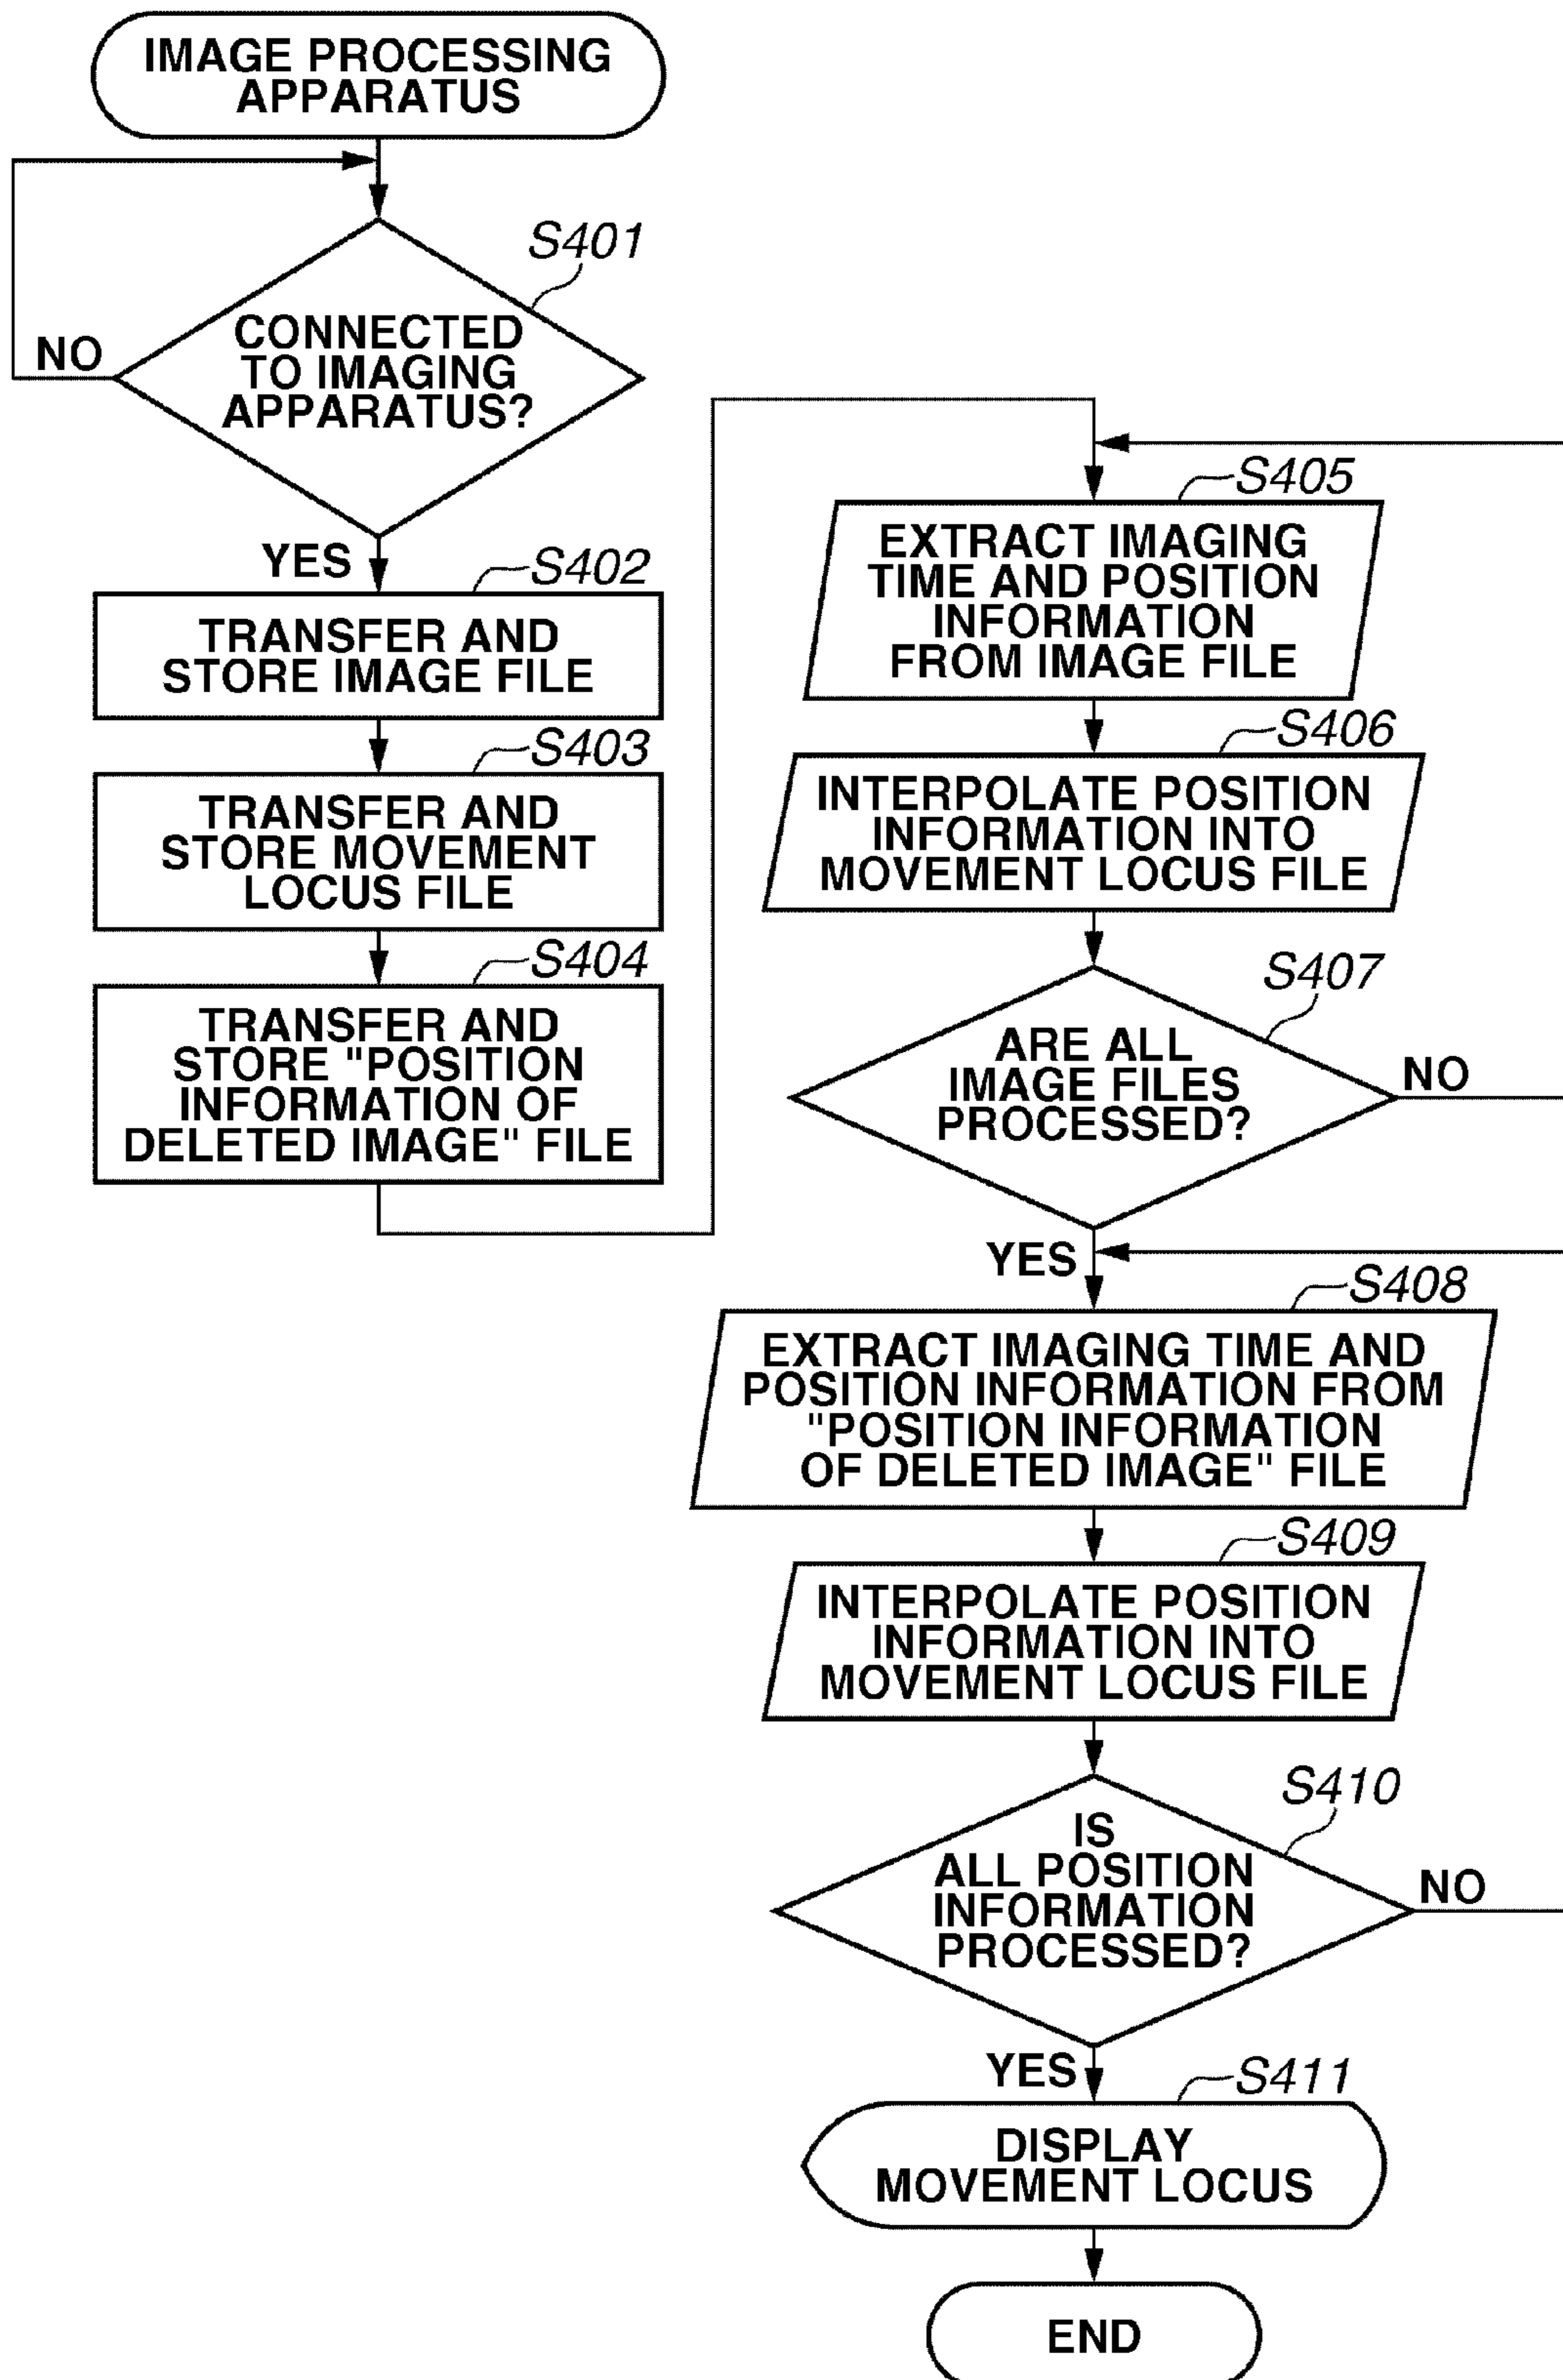 IMAGE PROCESSING
APPARATUS
S401
CONNECTED
TO IMAGING
APPARATUS?
NO
YES
S402
TRANSFER AND
STORE IMAGE FILE
S403
TRANSFER AND
STORE MOVEMENT
LOCUS FILE
S404
TRANSFER AND
STORE "POSITION
INFORMATION OF
DELETED IMAGE" FILE
S405
EXTRACT IMAGING
TIME AND POSITION
INFORMATION
FROM IMAGE FILE
S406
INTERPOLATE POSITION
INFORMATION INTO
MOVEMENT LOCUS FILE
S407
ARE ALL
IMAGE FILES
PROCESSED?
NO
YES
S408
EXTRACT IMAGING TIME AND
POSITION INFORMATION FROM
"POSITION INFORMATION
OF DELETED IMAGE" FILE
S409
INTERPOLATE POSITION
INFORMATION INTO
MOVEMENT LOCUS FILE
S410
IS
ALL POSITION
INFORMATION
PROCESSED?
NO
YES
S411
DISPLAY
MOVEMENT LOCUS
END